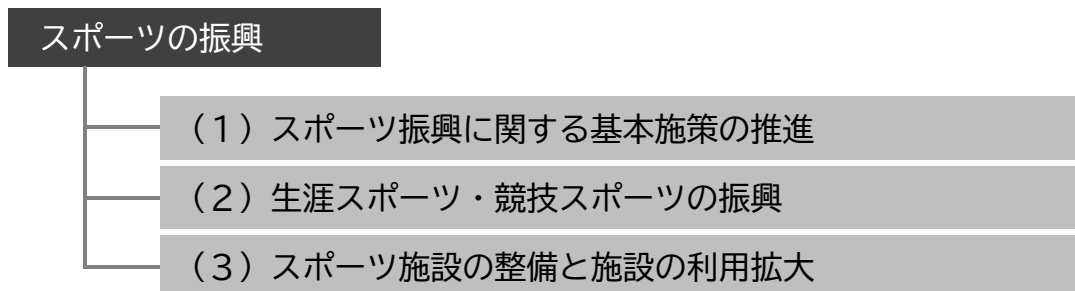 スポーツの振興
（１）スポーツ振興に関する基本施策の推進
（２）生涯スポーツ・競技スポーツの振興
（３）スポーツ施設の整備と施設の利用拡大